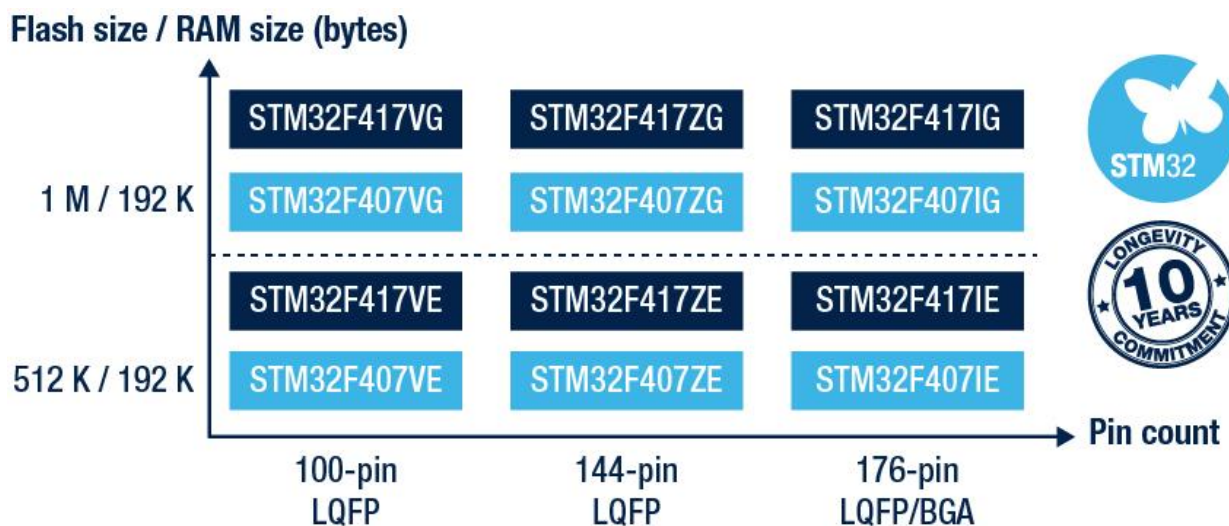 Flash size / RAM size (bytes)
STM32F417VG STM32F417ZG STM32F417IG
STM32
1 M / 192 K
STM32F407VG STM32F407ZG STM32F407IG
LONGEVITY
10
YEARS
COMMITMENT
STM32F417VE STM32F417ZE STM32F417IE
512 K / 192 K
STM32F407VE STM32F407ZE STM32F407IE
Pin count
100-pin 144-pin 176-pin
LQFP LQFP LQFP/BGA